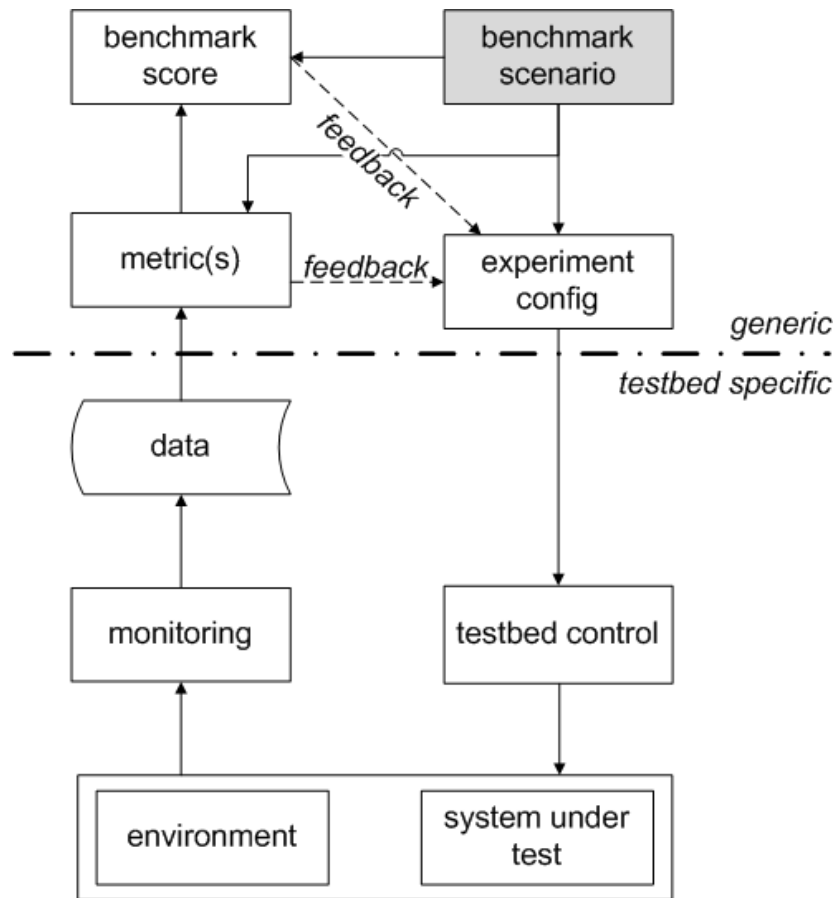 benchmark
score
benchmark
scenario
feedback
metric(s)
feedback
experiment
config
generic
testbed specific
data
monitoring
testbed control
environment
system under
test